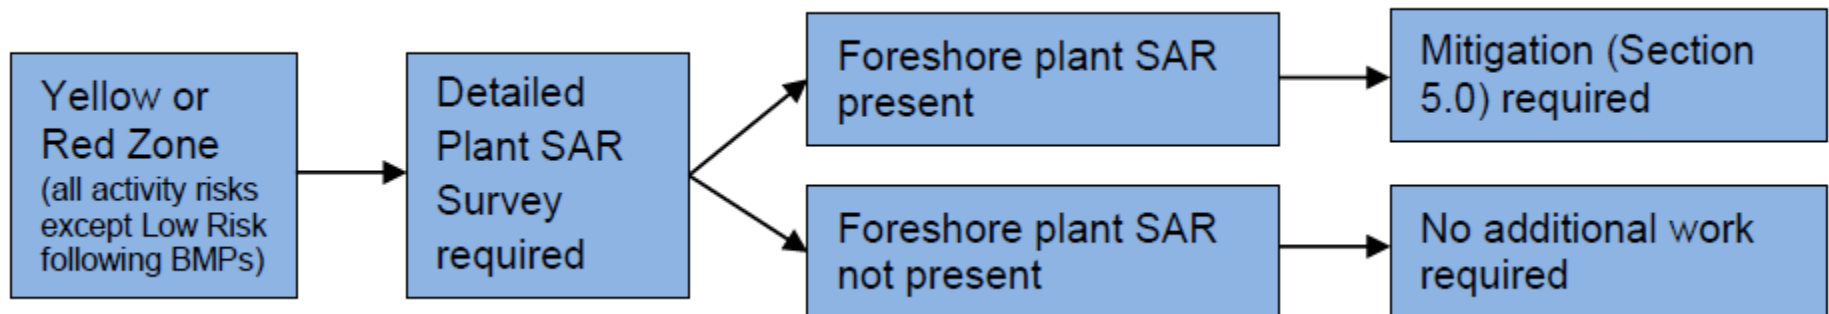 Yellow or
Red Zone
(all activity risks
except Low Risk
following BMPs)
Detailed
Plant SAR
Survey
required
Foreshore plant SAR
present
Mitigation (Section
5.0) required
Foreshore plant SAR
not present
No additional work
required